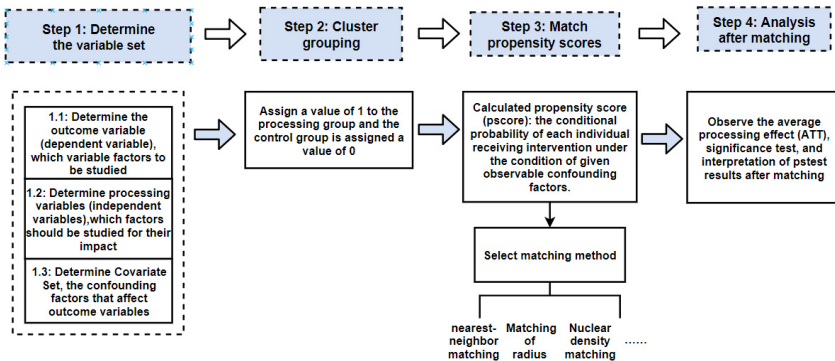 Step 1: Determine
the variable set
Step 2: Cluster
grouping
Step 3: Match
propensity scores
Step 4: Analysis
after matching
1.1: Determine the
outcome variable
(dependent variable),
which variable factors to
be studied
1.2: Determine processing
variables (independent
variables),which factors
should be studied for their
impact
1.3: Determine Covariate
Set, the confounding
factors that affect
outcome variables
Assign a value of 1 to the
processing group and the
control group is assigned a
value of 0
Calculated propensity score
(pscore): the conditional
probability of each individual
receiving intervention under
the condition of given
observable confounding
factors.
Select matching method
nearest-
neighbor
matching
Matching
of
radius
Nuclear
density
matching
......
Observe the average
processing effect (ATT),
significance test, and
interpretation of pstest
results after matching